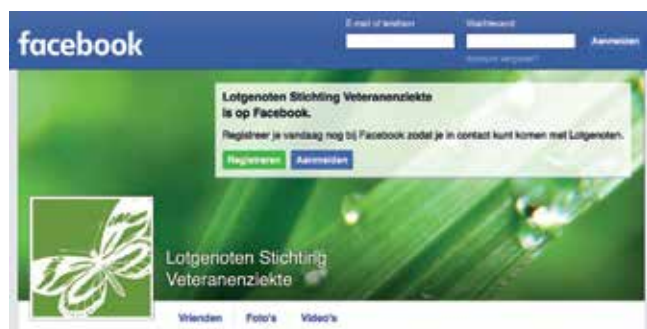 E-mail of telefoon Wachtwoord
facebook Aanmelden
Account vergeten?
Lotgenoten Stichting Veteranenziekte
is op Facebook.
Registreer je vandaag nog bij Facebook zodat je in contact kunt komen met Lotgenoten.
Registreren Aanmelden
Lotgenoten Stichting
Veteranenziekte
Vrienden Foto's Video's